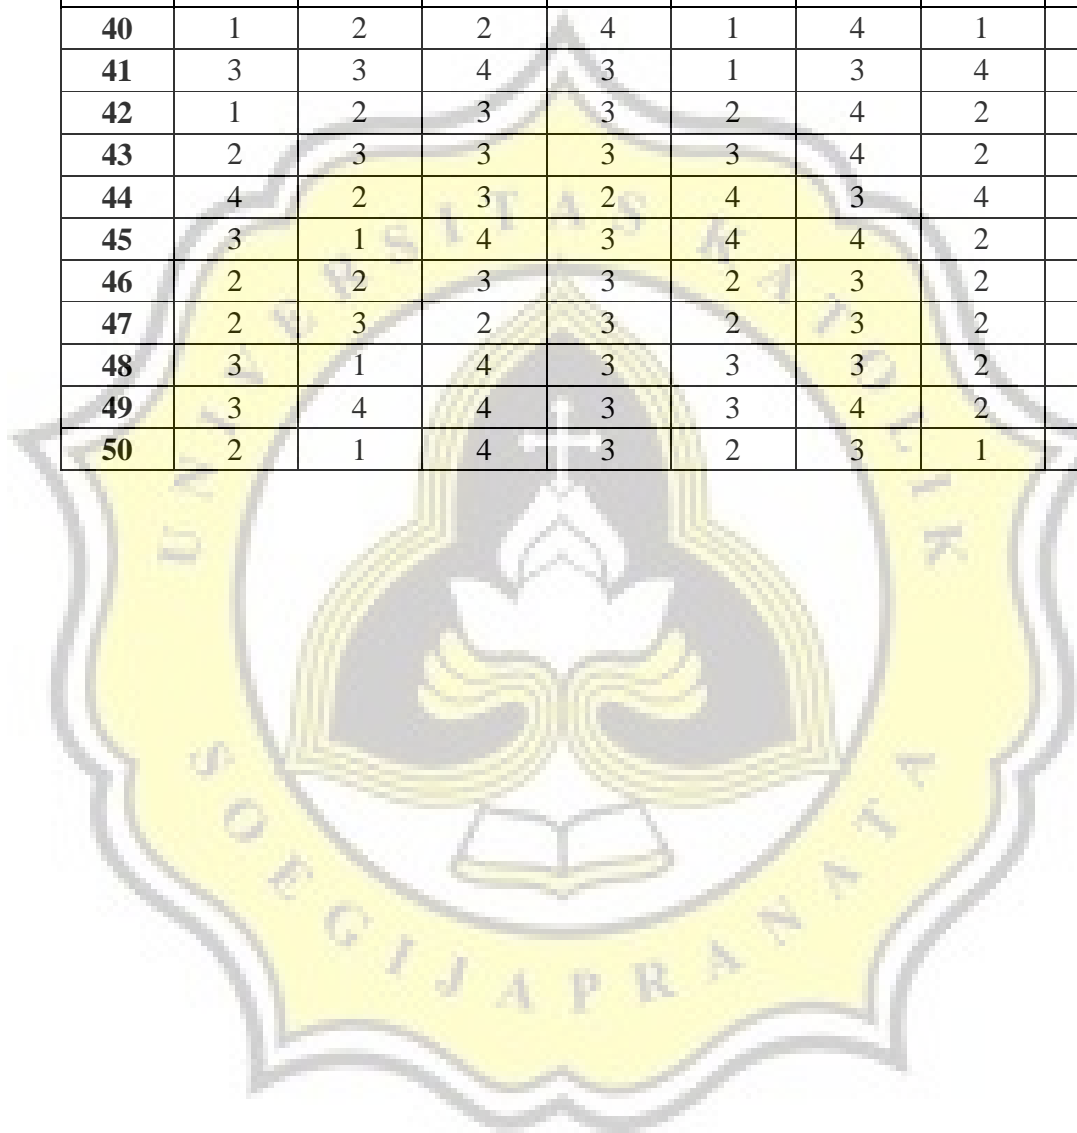 40 1 2 2 4 1 4 1
41 3 3 4 3 1 3 4
42 1 2 3 3 2 4 2
43 2 3 3 3 3 4 2
44 4 2 3 2 4 3 4
45 3 1 4 3 4 4 2
46 2 2 3 3 2 3 2
47 2 3 2 3 2 3 2
48 3 1 4 3 3 3 2
49 3 4 4 3 3 4 2
50 2 1 4 3 2 3 1
UNIVERSITAS KATOLIK
SOEGIJAPRANATA